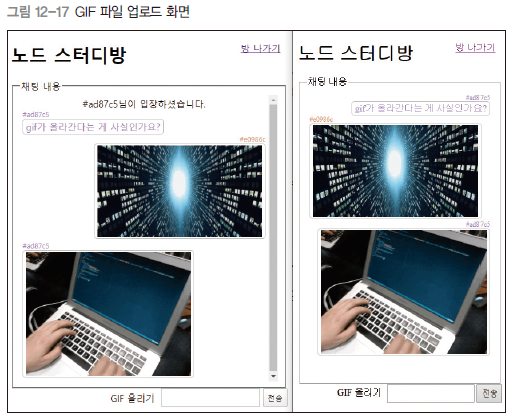 그림 12-17 GIF 파일 업로드 화면
노드 스터디방
방 나가기
채팅 내용
#ad87c5님이 입장하셨습니다.
#ad87c5
gif가 올라간다는 게 사실인가요?
#e0986c
#ad87c5
GIF 올리기
전송
노드 스터디방
방 나가기
채팅 내용
#ad87c5
gif가 올라간다는 게 사실인가요?
#e0986c
#ad87c5
GIF 올리기
전송